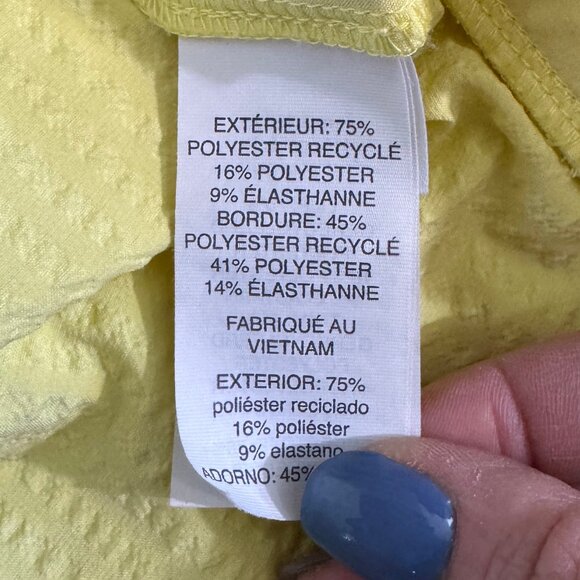 EXTÉRIEUR: 75%
POLYESTER RECYCLÉ
16% POLYESTER
9% ÉLASTHANNE
BORDURE: 45%
POLYESTER RECYCLÉ
41% POLYESTER
14% ÉLASTHANNE
FABRIQUÉ AU
VIETNAM
EXTERIOR: 75%
poliéster reciclado
16% poliéster
9% elastano
ADORNO: 45%